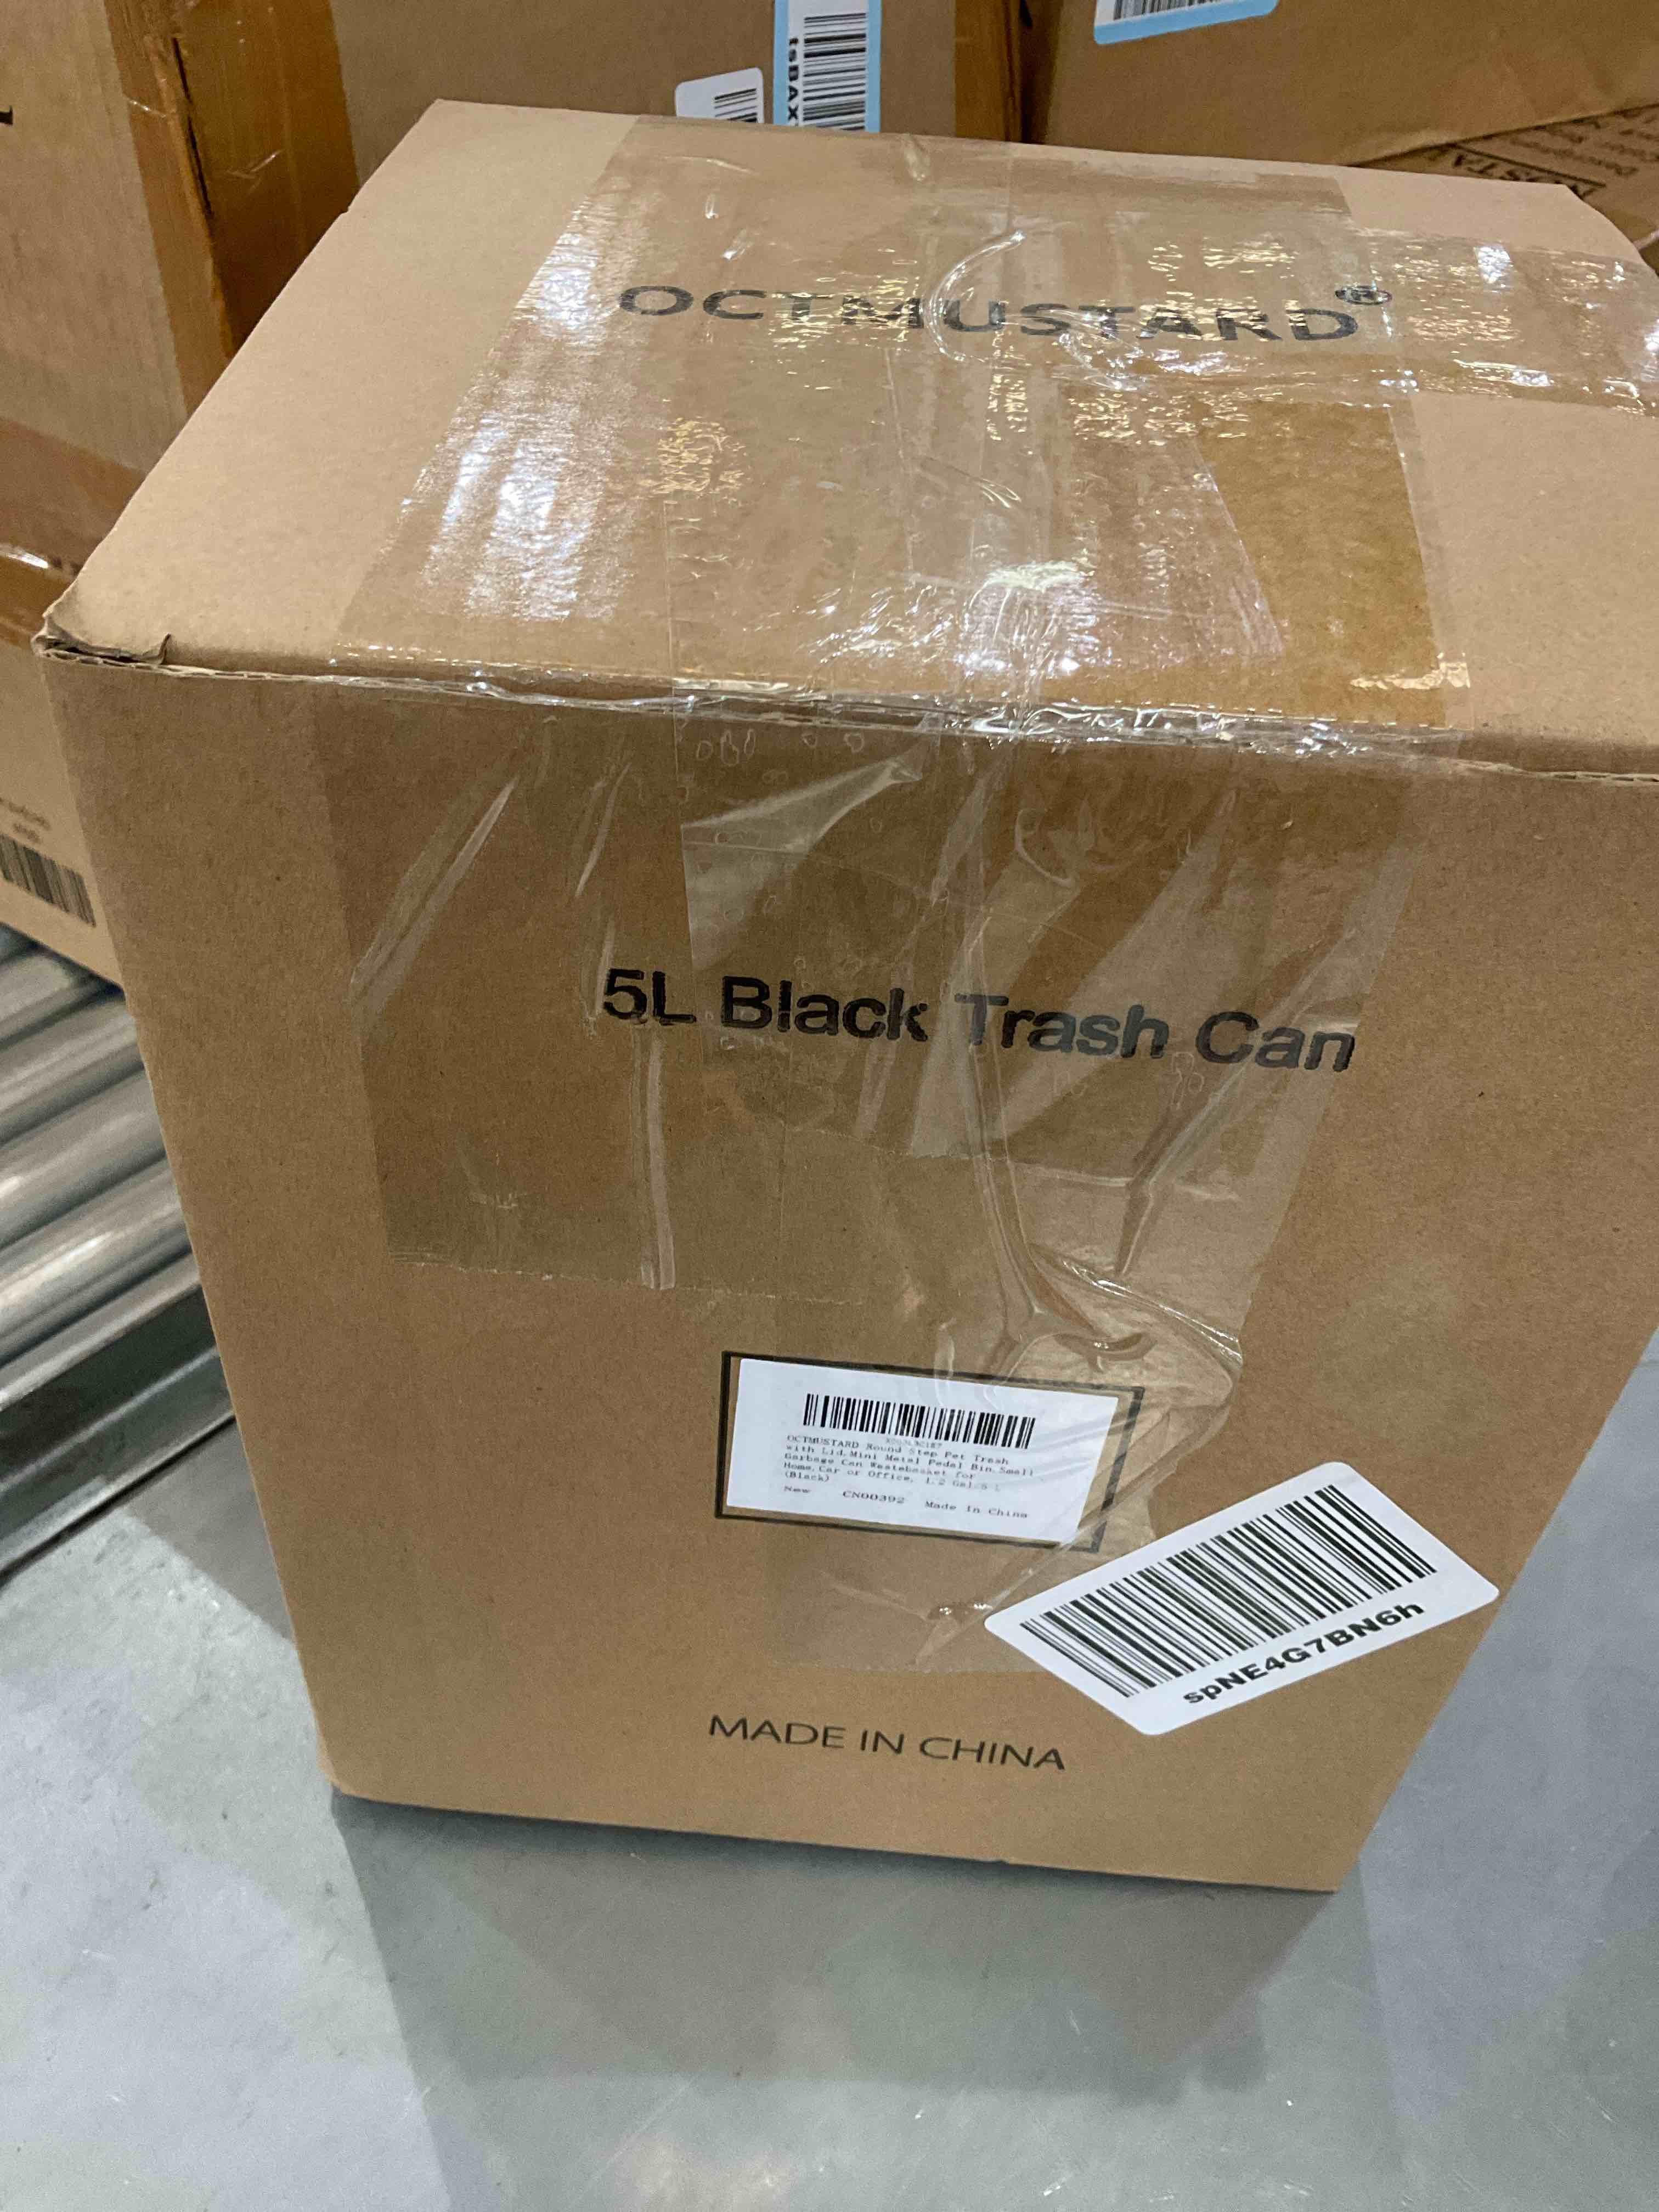 OCTMUSTARD®
5L Black Trash Can
OCTMUSTARD Round Step Pet Trash
with Lid,Mini Metal Pedal Bin,Small
Garbage Can Wastebasket for
Home,Car or Office, 1.2 Gal/5 L
(Black)
New CN00392 Made In China
spNE4G7BN6h
MADE IN CHINA